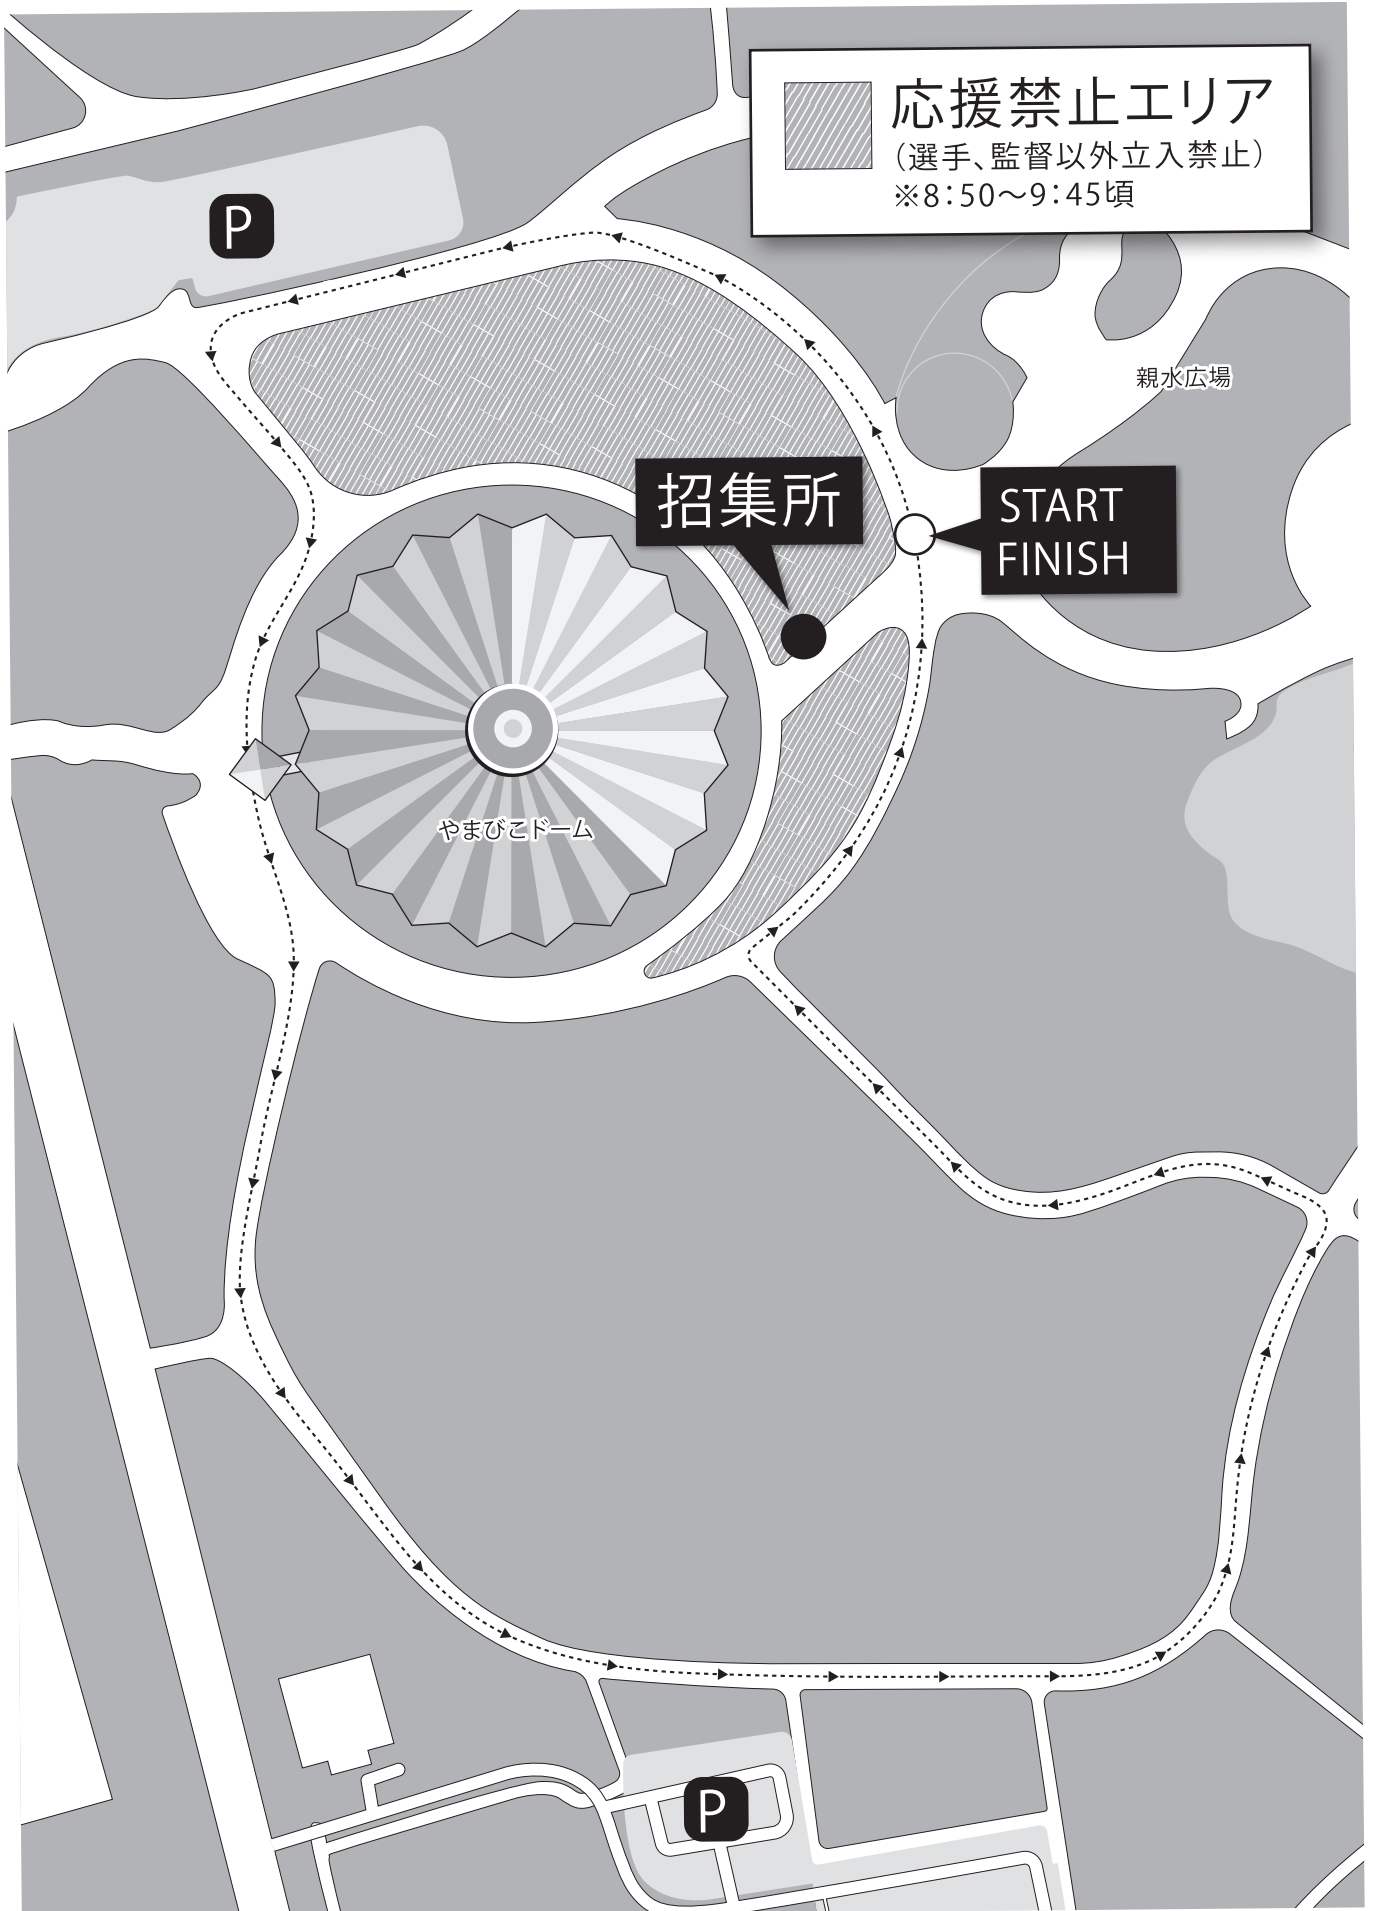 応援禁止エリア
（選手、監督以外立入禁止）
※8：50〜9：45頃
P
親水広場
招集所
START
FINISH
やまびこドーム
P